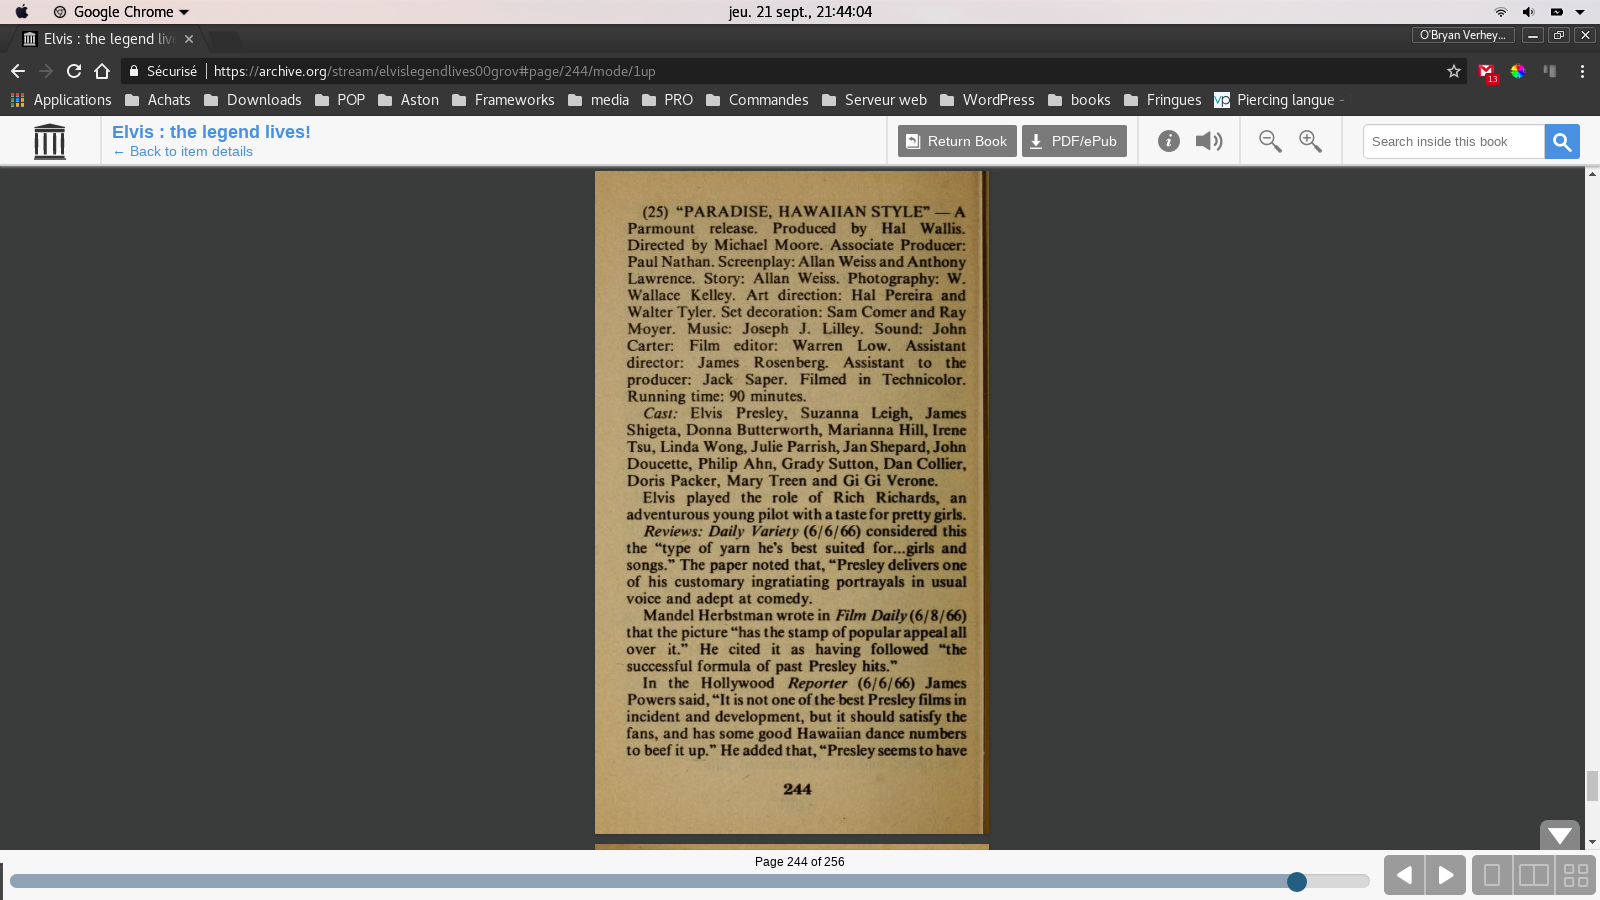 Google Chrome
jeu. 21 sept., 21:44:04
Elvis : the legend live
O'Bryan Verhey...
Sécurisé
https://archive.org/stream/elvislegendlives00grov#page/244/mode/1up
13
Applications
Achats
Downloads
POP
Aston
Frameworks
media
PRO
Commandes
Serveur web
WordPress
books
Fringues
vp
Piercing langue -
Elvis : the legend lives!
← Back to item details
Return Book
PDF/ePub
Search inside this book
(25) “PARADISE, HAWAIIAN STYLE” — A
Parmount release. Produced by Hal Wallis.
Directed by Michael Moore. Associate Producer:
Paul Nathan. Screenplay: Allan Weiss and Anthony
Lawrence. Story: Allan Weiss. Photography: W.
Wallace Kelley. Art direction: Hal Pereira and
Walter Tyler. Set decoration: Sam Comer and Ray
Moyer. Music: Joseph J. Lilley. Sound: John
Carter: Film editor: Warren Low. Assistant
director: James Rosenberg. Assistant to the
producer: Jack Saper. Filmed in Technicolor.
Running time: 90 minutes.
Cast: Elvis Presley, Suzanna Leigh, James
Shigeta, Donna Butterworth, Marianna Hill, Irene
Tsu, Linda Wong, Julie Parrish, Jan Shepard, John
Doucette, Philip Ahn, Grady Sutton, Dan Collier,
Doris Packer, Mary Treen and Gi Gi Verone.
Elvis played the role of Rich Richards, an
adventurous young pilot with a taste for pretty girls.
Reviews: Daily Variety (6/6/66) considered this
the “type of yarn he’s best suited for...girls and
songs.” The paper noted that, “Presley delivers one
of his customary ingratiating portrayals in usual
voice and adept at comedy.
Mandel Herbstman wrote in Film Daily (6/8/66)
that the picture “has the stamp of popular appeal all
over it.” He cited it as having followed “the
successful formula of past Presley hits.”
In the Hollywood Reporter (6/6/66) James
Powers said, “It is not one of the best Presley films in
incident and development, but it should satisfy the
fans, and has some good Hawaiian dance numbers
to beef it up.” He added that, “Presley seems to have
244
Page 244 of 256